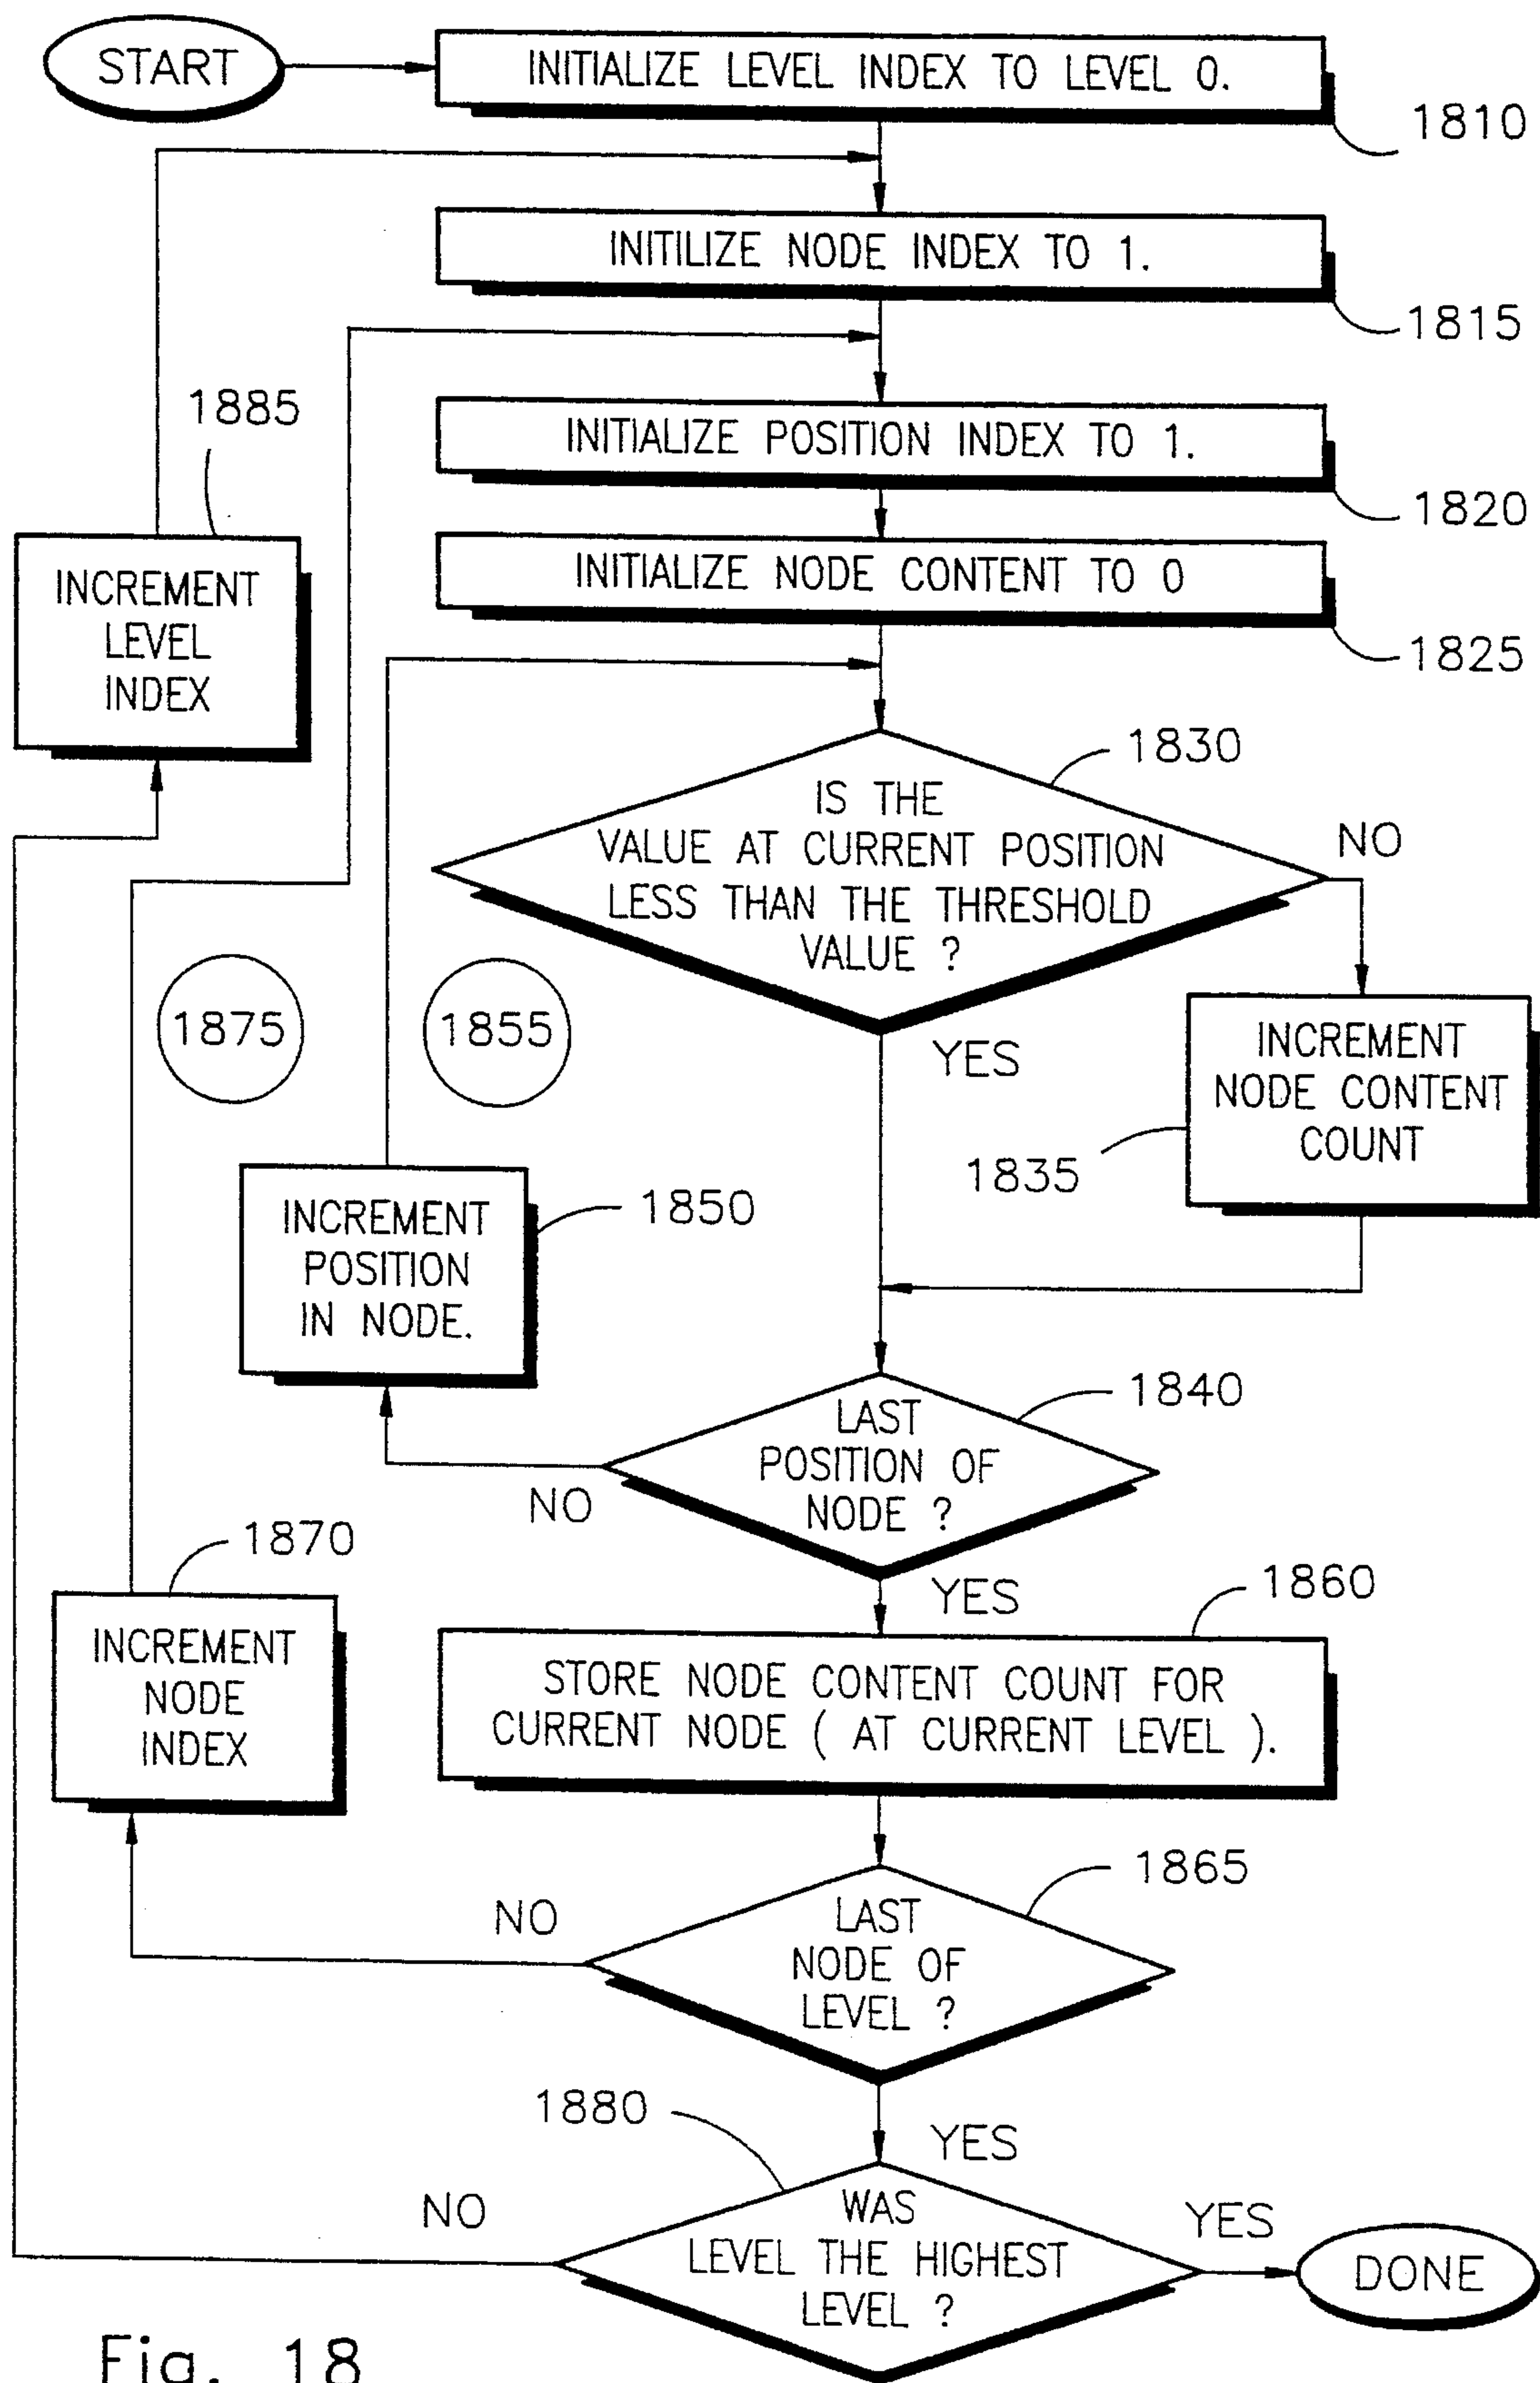 START
INITIALIZE LEVEL INDEX TO LEVEL 0.
1810
INITILIZE NODE INDEX TO 1.
1815
1885
INITIALIZE POSITION INDEX TO 1.
1820
INITIALIZE NODE CONTENT TO 0
1825
INCREMENT
LEVEL
INDEX
1830
IS THE
VALUE AT CURRENT POSITION
LESS THAN THE THRESHOLD
VALUE ?
NO
YES
1875
1855
INCREMENT
NODE CONTENT
COUNT
1835
INCREMENT
POSITION
IN NODE.
1850
1840
LAST
POSITION OF
NODE ?
NO
YES
1870
INCREMENT
NODE
INDEX
1860
STORE NODE CONTENT COUNT FOR
CURRENT NODE ( AT CURRENT LEVEL ).
1865
LAST
NODE OF
LEVEL ?
NO
YES
1880
WAS
LEVEL THE HIGHEST
LEVEL ?
NO
YES
DONE
Fig. 18